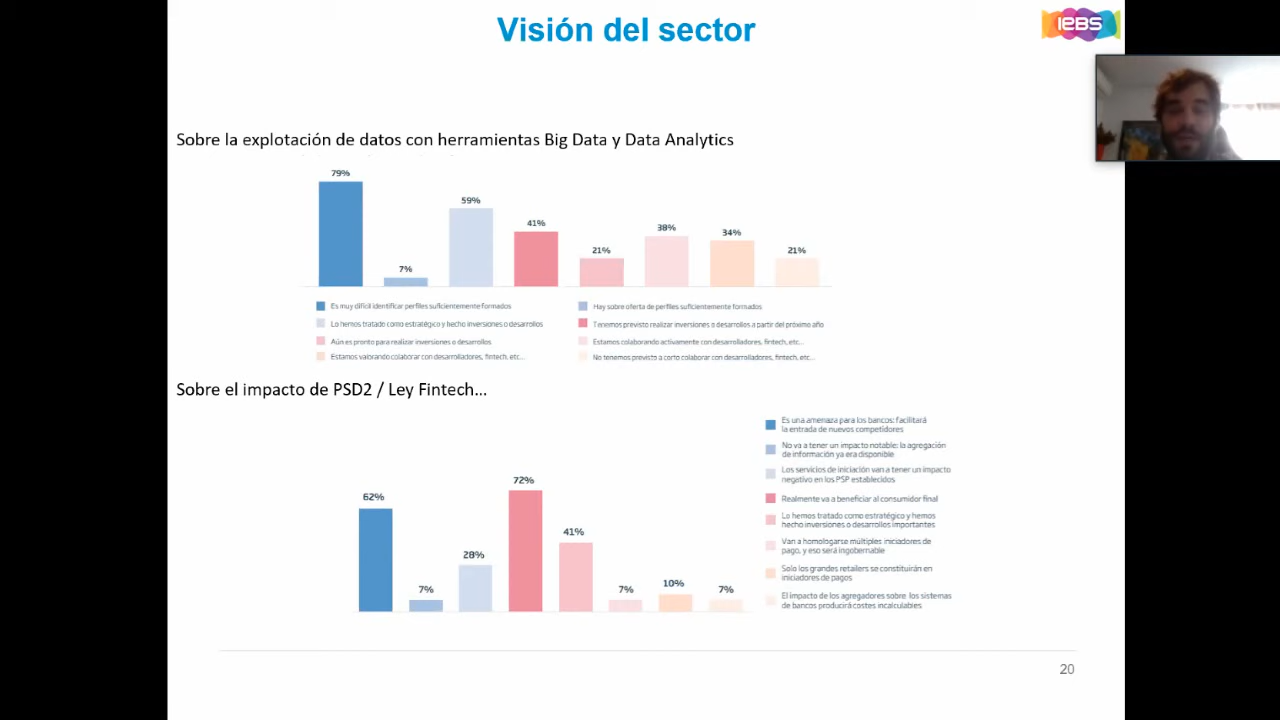 Visión del sector
iEBS
Sobre la explotación de datos con herramientas Big Data y Data Analytics
79%
7%
59%
41%
21%
38%
34%
21%
Es muy difícil identificar perfiles suficientemente formados
Hay sobre oferta de perfiles suficientemente formados
Lo hemos tratado como estratégico y hecho inversiones o desarrollos
Tenemos previsto realizar inversiones o desarrollos a partir del próximo año
Aún es pronto para realizar inversiones o desarrollos
Estamos colaborando activamente con desarrolladores, fintech, etc...
Estamos valorando colaborar con desarrolladores, fintech, etc...
No tenemos previsto a corto colaborar con desarrolladores, fintech, etc...
Sobre el impacto de PSD2 / Ley Fintech...
62%
7%
28%
72%
41%
7%
10%
7%
Es una amenaza para los bancos: facilitará
la entrada de nuevos competidores
No va a tener un impacto notable: la agregación
de información ya era disponible
Los servicios de iniciación van a tener un impacto
negativo en los PSP establecidos
Realmente va a beneficiar al consumidor final
Lo hemos tratado como estratégico y hemos
hecho inversiones o desarrollos importantes
Van a homologarse múltiples iniciadores de
pago, y eso será ingobernable
Solo los grandes retailers se constituirán en
iniciadores de pagos
El impacto de los agregadores sobre los sistemas
de bancos producirá costes incalculables
20